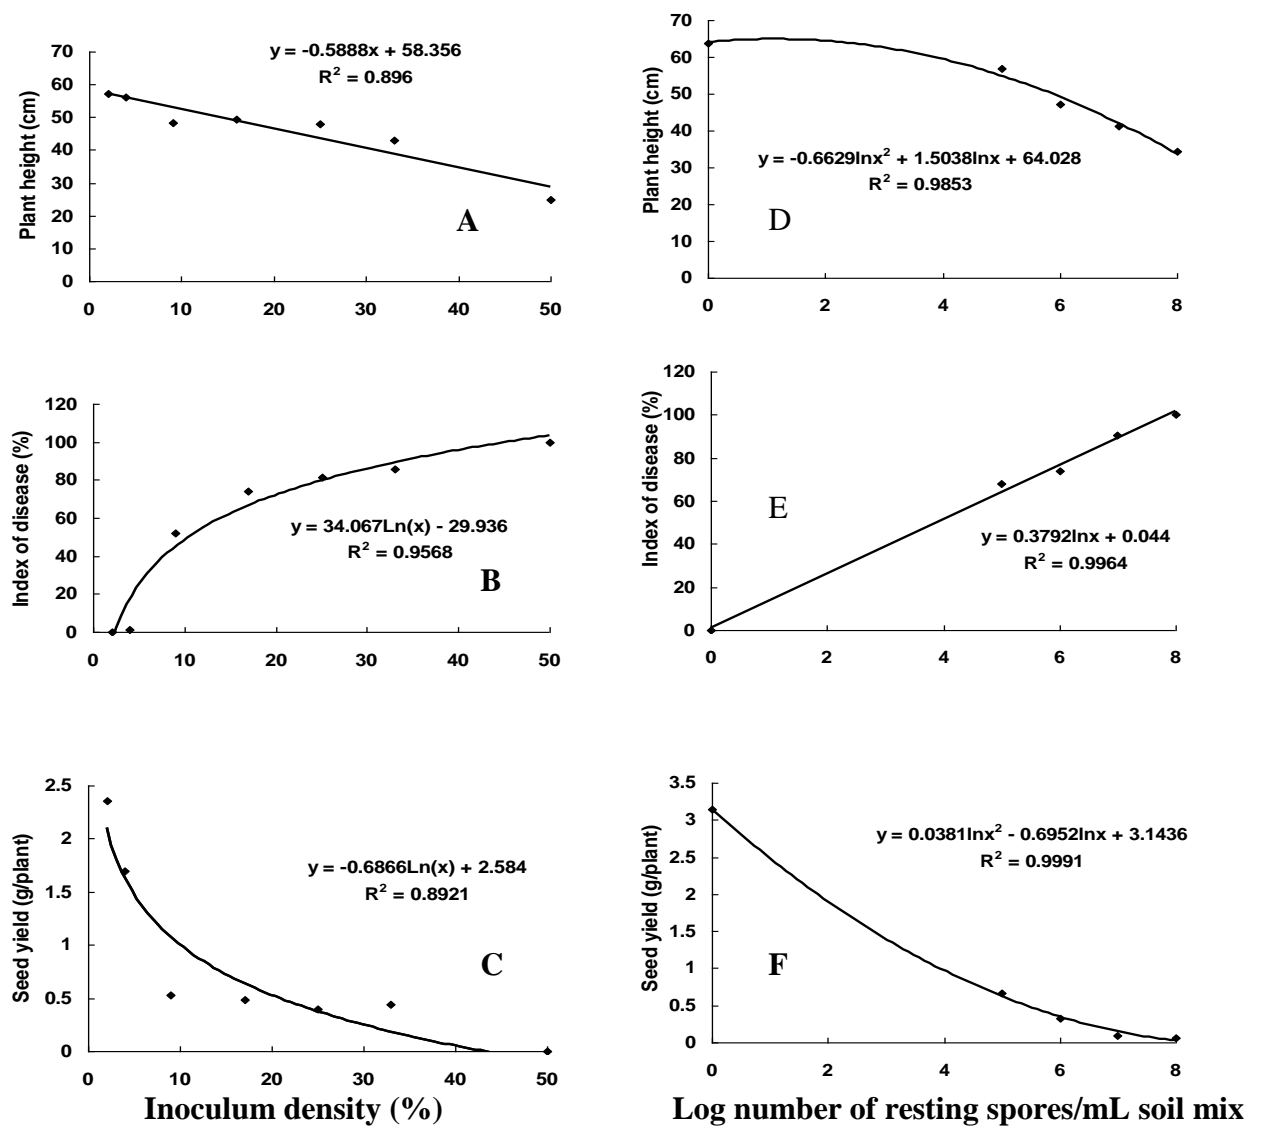 y = -0.5888x + 58.356
R2 = 0.896
Plant height (cm)
70
60
50
40
30
20
10
0
0 10 20 30 40 50
A
70
60
50
40
30
20
10
0
Plant height (cm)
y = -0.6629lnx2 + 1.5038lnx + 64.028
R2 = 0.9853
D
0 2 4 6 8
Index of disease (%)
120
100
80
60
40
20
0
y = 34.067Ln(x) - 29.936
R2 = 0.9568
B
0 10 20 30 40 50
Index of disease (%)
120
100
80
60
40
20
0
E
y = 0.3792lnx + 0.044
R2 = 0.9964
0 2 4 6 8
Seed yield (g/plant)
2.5
2
1.5
1
0.5
0
y = -0.6866Ln(x) + 2.584
R2 = 0.8921
C
0 10 20 30 40 50
Inoculum density (%)
Seed yield (g/plant)
3.5
3
2.5
2
1.5
1
0.5
0
y = 0.0381lnx2 - 0.6952lnx + 3.1436
R2 = 0.9991
F
0 2 4 6 8
Log number of resting spores/mL soil mix